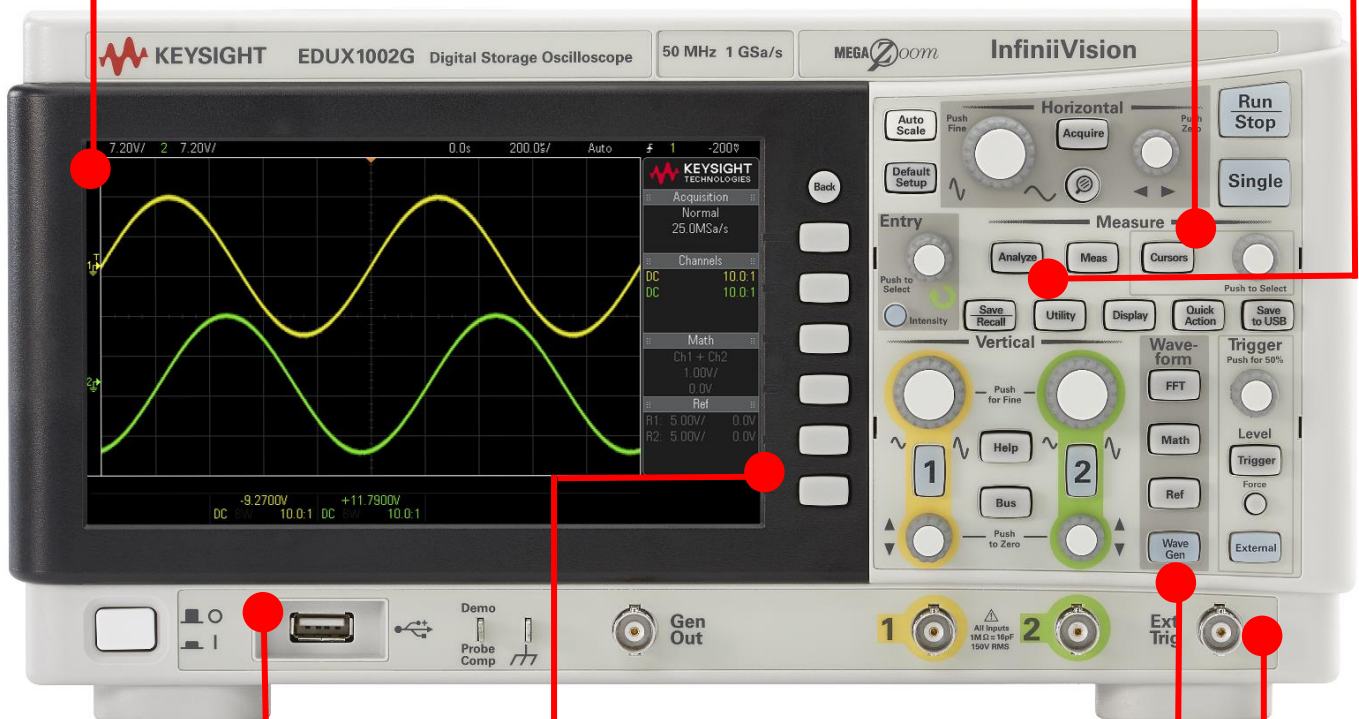 KEYSIGHT EDUX1002G Digital Storage Oscilloscope 50 MHz 1 GSa/s MEGA Zoom InfiniiVision
7.20V/ 2 7.20V/ 0.0s 200.0 Auto 1 -200
KEYSIGHT
TECHNOLOGIES
Acquisition
Normal
25.0MSa/s
Channels
DC 10.0:1
DC 10.0:1
Math
Ch1 + Ch2
1.00V/
0.0V
Ref
R1: 5.00V/ 0.0V
R2: 5.00V/ 0.0V
T
1
2
-9.2700V +11.7900V
DC BW 10.0:1 DC BW 10.0:1
Back
Auto
Scale
Default
Setup
Horizontal
Push
Fine
Acquire
Push
Zero
Run
Stop
Single
Entry
Push to
Select
Intensity
Measure
Analyze
Meas
Cursors
Push to Select
Save
Recall
Utility
Display
Quick
Action
Save
to USB
Vertical
Push
for Fine
1
Help
2
Bus
Push
to Zero
Wave-
form
FFT
Math
Ref
Wave
Gen
Trigger
Push for 50%
Level
Trigger
Force
External
Demo
Probe
Comp
Gen
Out
1
All Inputs
1MΩ = 16pF
150V RMS
2
Ext
Trig